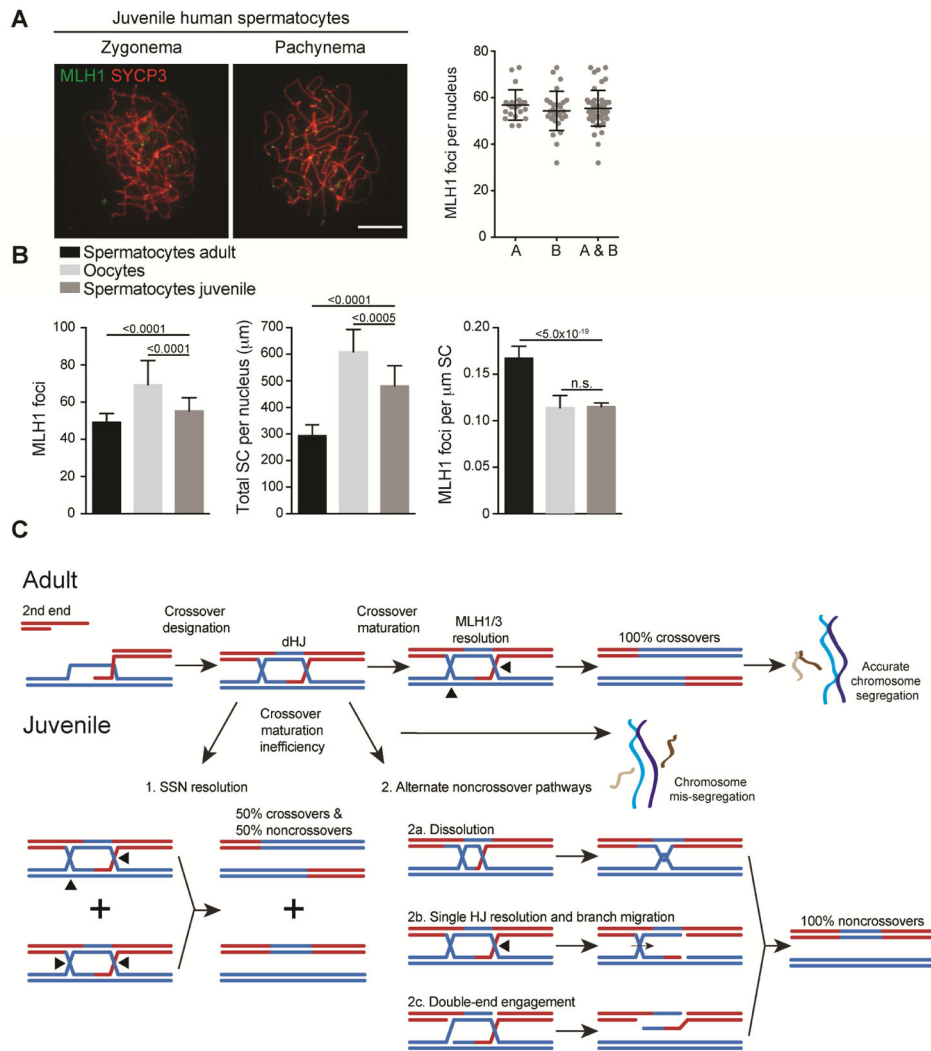 A
Juvenile human spermatocytes
Zygonema
Pachynema
MLH1 SYCP3
MLH1 foci per nucleus
80
60
40
20
0
A
B
A & B
B
Spermatocytes adult
Oocytes
Spermatocytes juvenile
MLH1 foci
100
80
60
40
20
0
<0.0001
<0.0001
Total SC per nucleus (μm)
700
600
500
400
300
200
100
0
<0.0001
<0.0005
MLH1 foci per μm SC
0.20
0.15
0.10
0.05
0
<5.0x10-19
n.s.
C
Adult
2nd end
Crossover
designation
dHJ
Crossover
maturation
MLH1/3
resolution
100% crossovers
Accurate
chromosome
segregation
Juvenile
Crossover
maturation
inefficiency
Chromosome
mis-segregation
1. SSN resolution
2. Alternate noncrossover pathways
50% crossovers &
50% noncrossovers
+
+
2a. Dissolution
2b. Single HJ resolution and branch migration
2c. Double-end engagement
100% noncrossovers